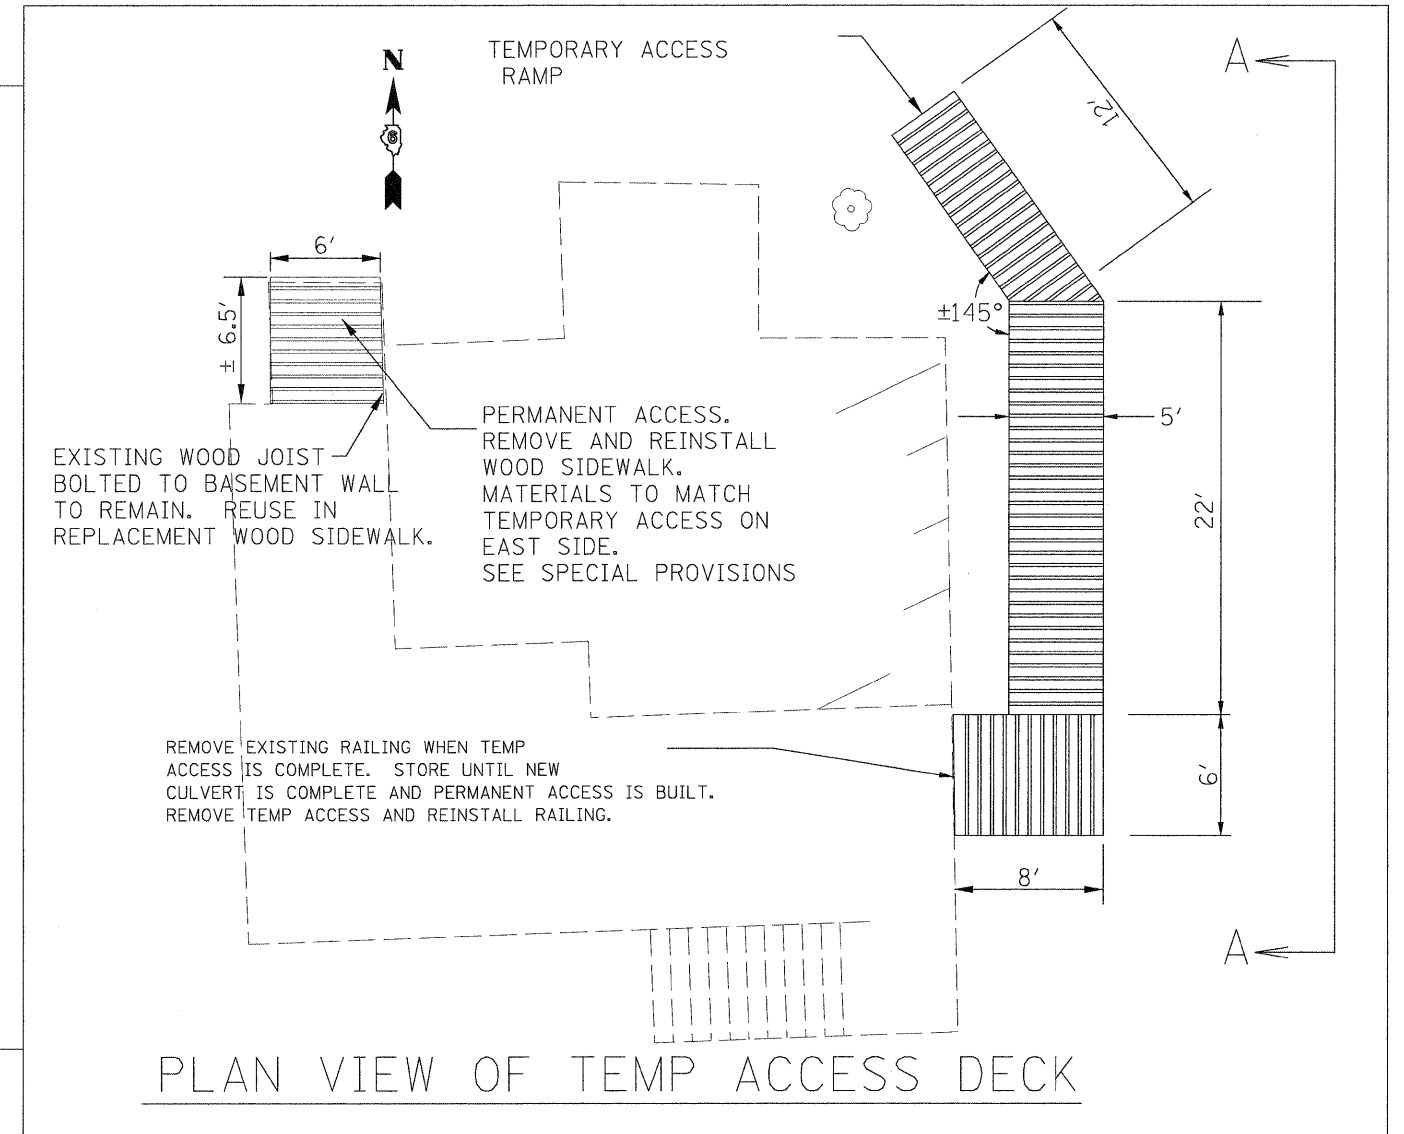 TEMPORARY ACCESS
RAMP
A
N
6
12'
6'
± 6.5'
±145°
5'
PERMANENT ACCESS.
REMOVE AND REINSTALL
WOOD SIDEWALK.
MATERIALS TO MATCH
TEMPORARY ACCESS ON
EAST SIDE.
SEE SPECIAL PROVISIONS
EXISTING WOOD JOIST
BOLTED TO BASEMENT WALL
TO REMAIN. REUSE IN
REPLACEMENT WOOD SIDEWALK.
22'
REMOVE EXISTING RAILING WHEN TEMP
ACCESS IS COMPLETE. STORE UNTIL NEW
CULVERT IS COMPLETE AND PERMANENT ACCESS IS BUILT.
REMOVE TEMP ACCESS AND REINSTALL RAILING.
6'
8'
A
PLAN VIEW OF TEMP ACCESS DECK